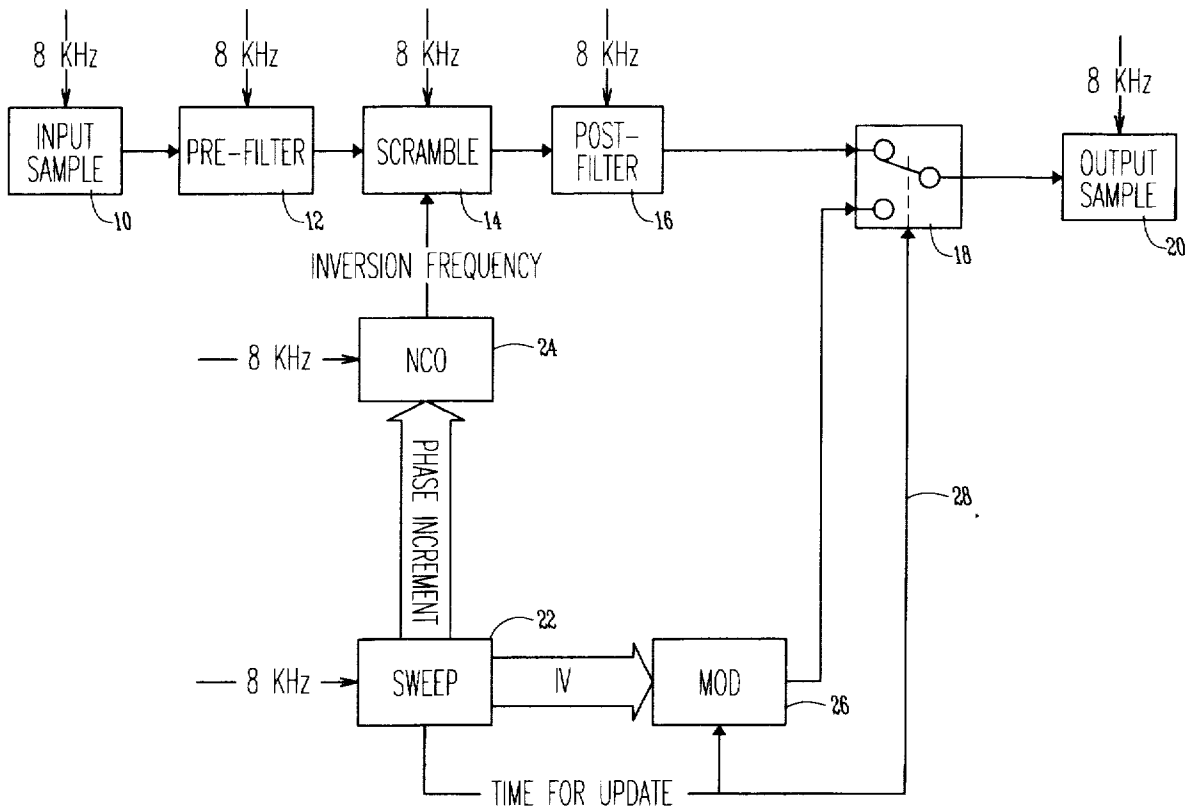 8 KHz
8 KHz
8 KHz
8 KHz
8 KHz
INPUT
SAMPLE
10
PRE-FILTER
12
SCRAMBLE
14
POST-
FILTER
16
18
OUTPUT
SAMPLE
20
INVERSION FREQUENCY
8 KHz
NCO
24
PHASE INCREMENT
28
8 KHz
SWEEP
22
IV
MOD
26
TIME FOR UPDATE